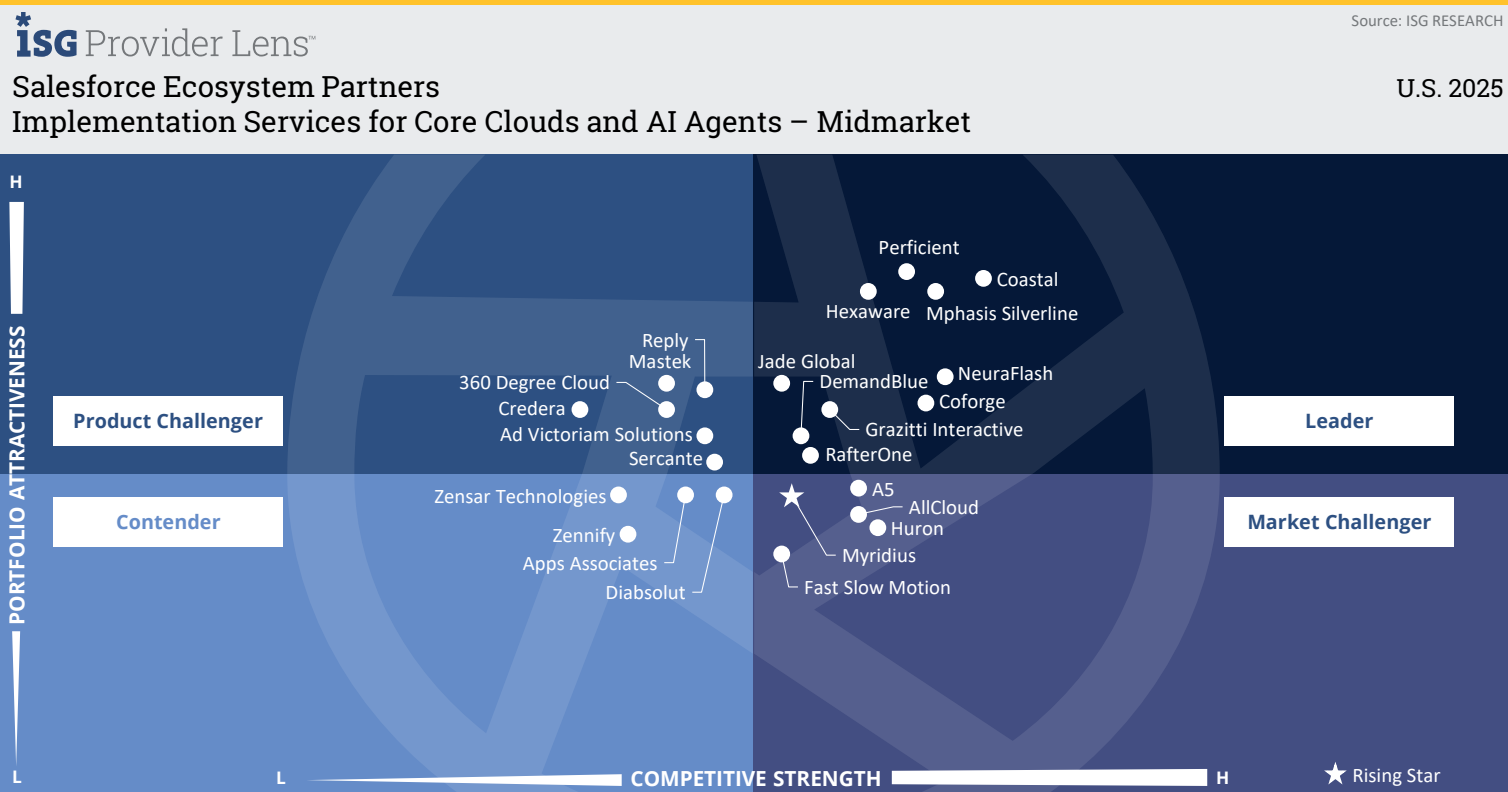 Source: ISG RESEARCH
ISG Provider Lens™
Salesforce Ecosystem Partners
U.S. 2025
Implementation Services for Core Clouds and AI Agents – Midmarket
H
PORTFOLIO ATTRACTIVENESS
L
Product Challenger
Reply
Mastek
360 Degree Cloud
Credera
Ad Victoriam Solutions
Sercante
Perficient
Coastal
Hexaware
Mphasis Silverline
Jade Global
DemandBlue
NeuraFlash
Coforge
Grazitti Interactive
RafterOne
Leader
Contender
Zensar Technologies
Zennify
Apps Associates
Diabsolut
A5
AllCloud
Huron
Myridius
Fast Slow Motion
Market Challenger
L
COMPETITIVE STRENGTH
H
Rising Star